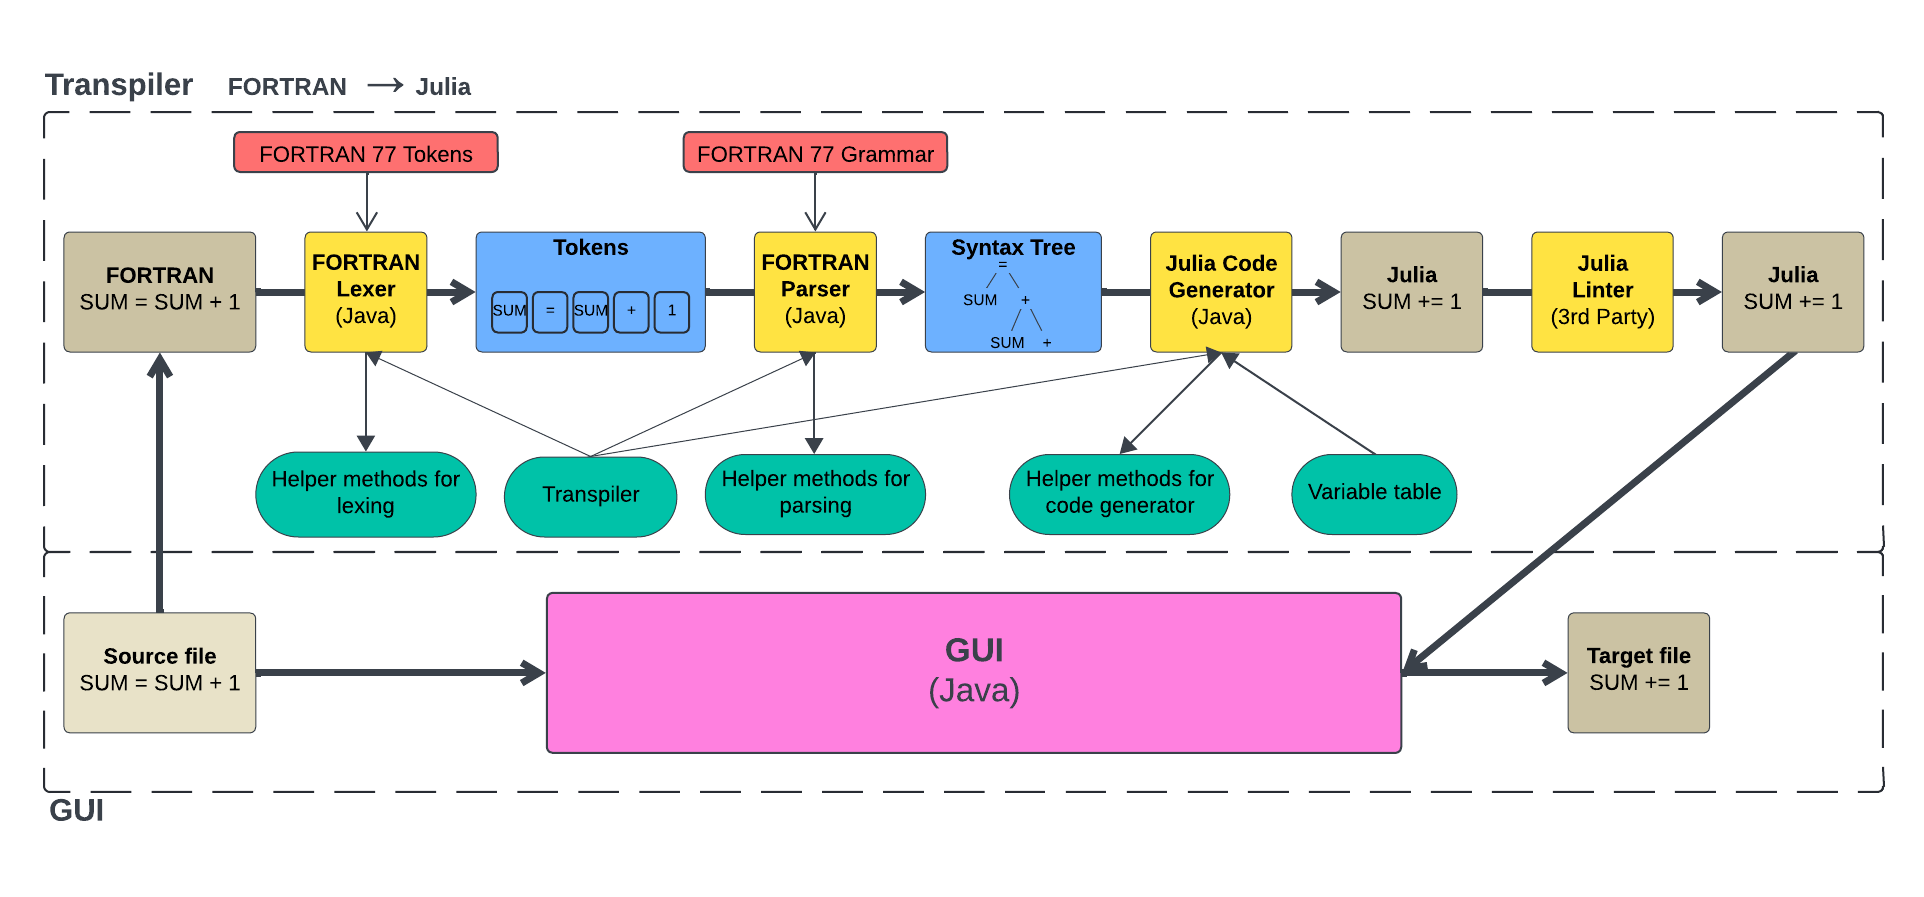 Transpiler FORTRAN → Julia
FORTRAN 77 Tokens
FORTRAN 77 Grammar
FORTRAN
SUM = SUM + 1
FORTRAN
Lexer
(Java)
Tokens
SUM = SUM + 1
FORTRAN
Parser
(Java)
Syntax Tree
=
SUM +
SUM +
Julia Code
Generator
(Java)
Julia
SUM += 1
Julia
Linter
(3rd Party)
Julia
SUM += 1
Helper methods for
lexing
Transpiler
Helper methods for
parsing
Helper methods for
code generator
Variable table
Source file
SUM = SUM + 1
GUI
(Java)
Target file
SUM += 1
GUI